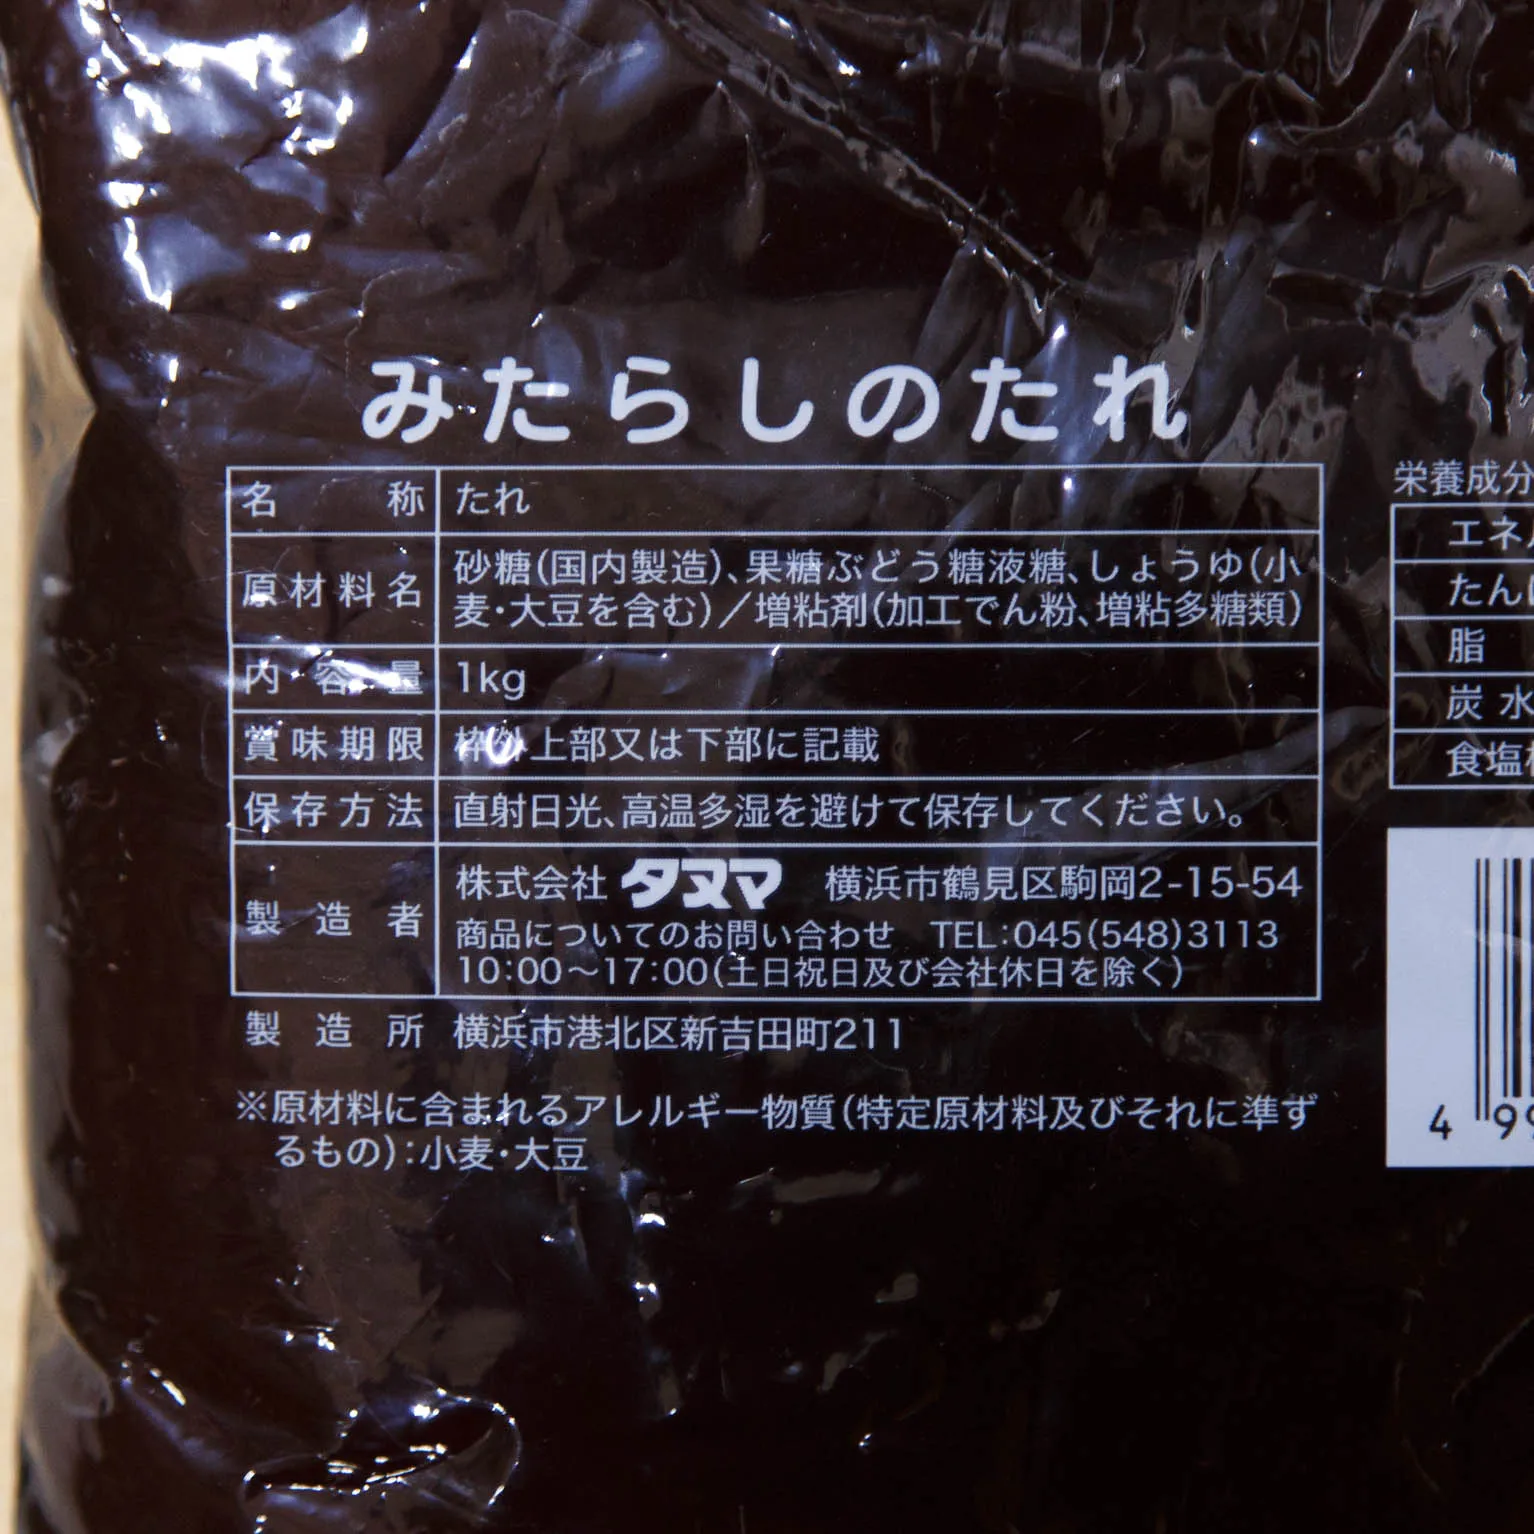 みたらしのたれ
名称 たれ
原材料名 砂糖(国内製造)、果糖ぶどう糖液糖、しょうゆ(小
麦・大豆を含む)／増粘剤(加工でん粉、増粘多糖類)
内容量 1kg
賞味期限 枠外上部又は下部に記載
保存方法 直射日光、高温多湿を避けて保存してください。
製造者 株式会社 タヌマ 横浜市鶴見区駒岡2-15-54
商品についてのお問い合わせ TEL:045(548)3113
10:00～17:00(土日祝日及び会社休日を除く)
製造所 横浜市港北区新吉田町211
※原材料に含まれるアレルギー物質(特定原材料及びそれに準ず
るもの):小麦・大豆
栄養成分
エネル
たん
脂
炭水
食塩
4 99